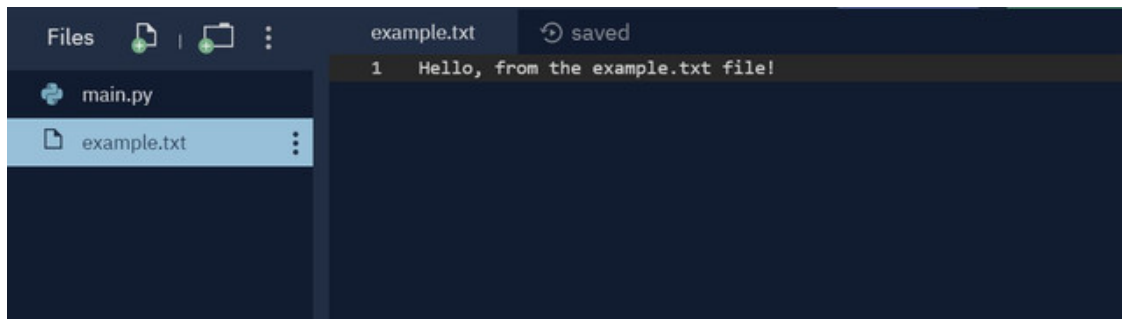 Files
example.txt
saved
1 Hello, from the example.txt file!
main.py
example.txt